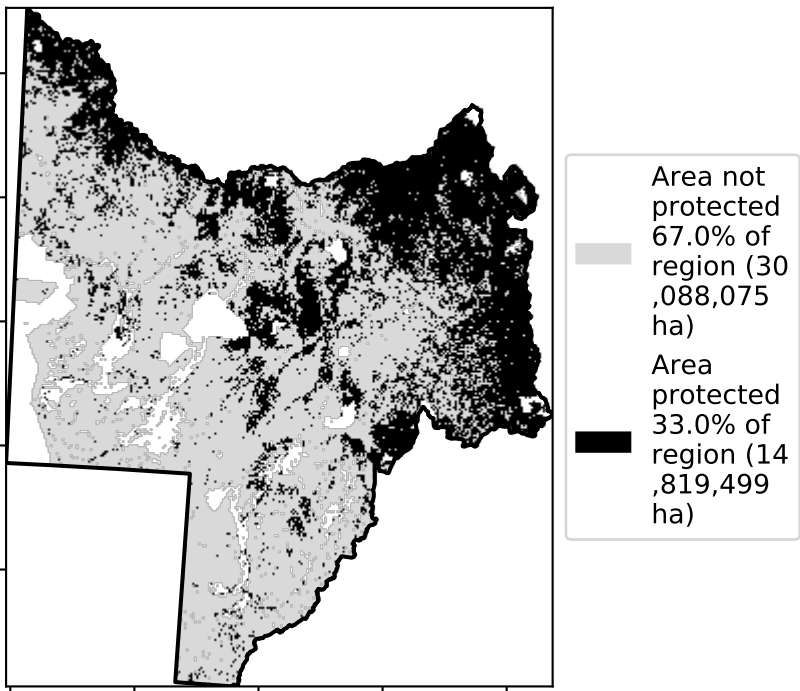 Area not
protected
67.0% of
region (30
,088,075
ha)
Area
protected
33.0% of
region (14
,819,499
ha)